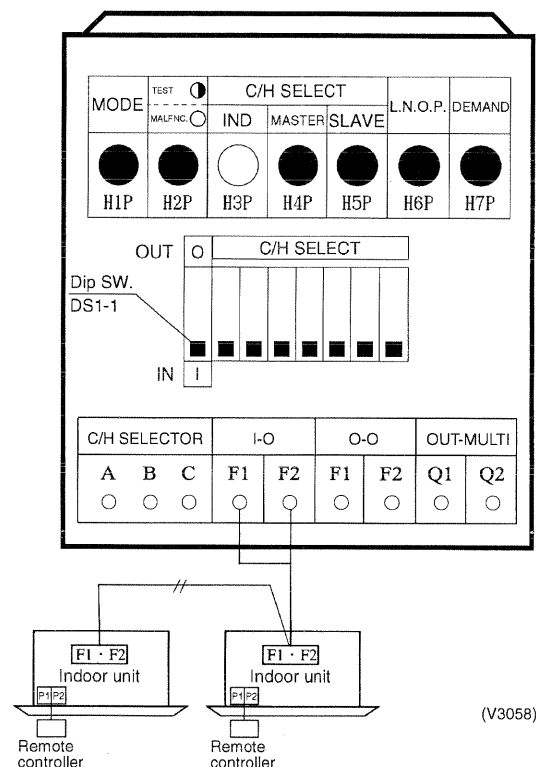 MODE TEST C/H SELECT L.N.O.P. DEMAND
MALFNC. IND MASTER SLAVE
H1P H2P H3P H4P H5P H6P H7P
OUT O C/H SELECT
Dip SW.
DS1-1
IN I
C/H SELECTOR I-O O-O OUT-MULTI
A B C F1 F2 F1 F2 Q1 Q2
F1 · F2 F1 · F2
Indoor unit Indoor unit
P1 P2 P1 P2
(V3058)
Remote Remote
controller controller